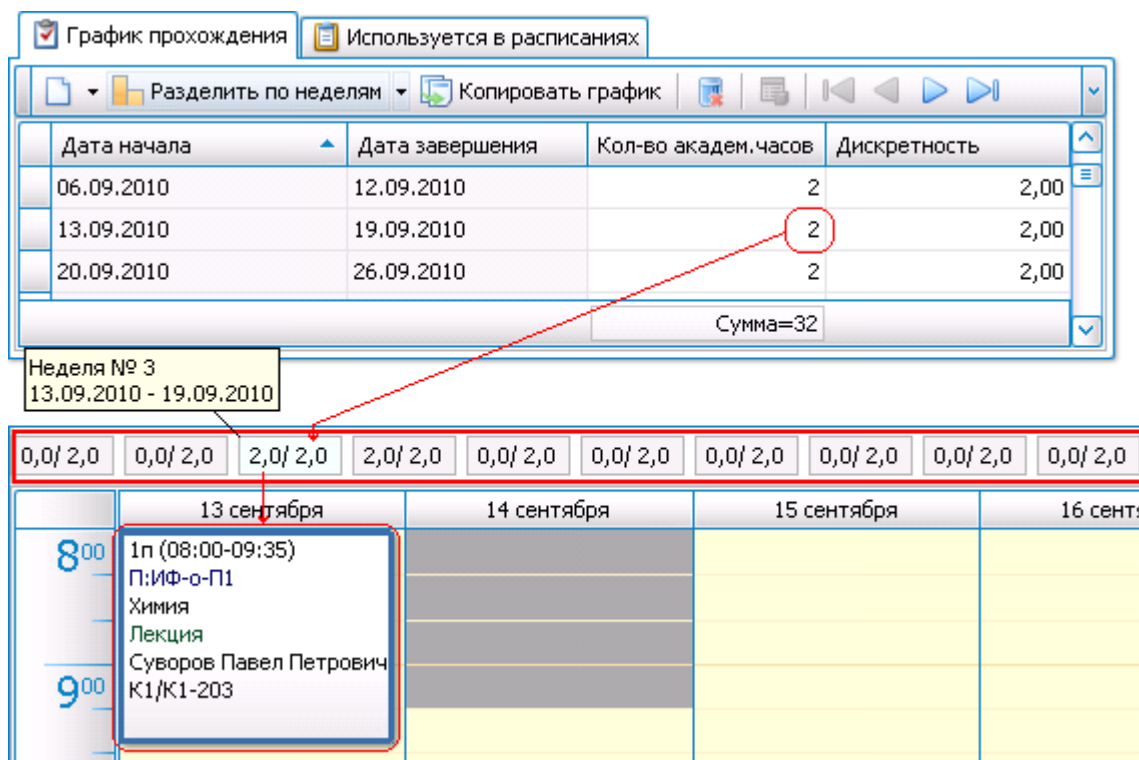 График прохождения Используется в расписаниях
Разделить по неделям Копировать график
Дата начала Дата завершения Кол-во академ.часов Дискретность
06.09.2010 12.09.2010 2 2,00
13.09.2010 19.09.2010 2 2,00
20.09.2010 26.09.2010 2 2,00
Сумма=32
Неделя № 3
13.09.2010 - 19.09.2010
0,0/ 2,0 0,0/ 2,0 2,0/ 2,0 2,0/ 2,0 0,0/ 2,0 0,0/ 2,0 0,0/ 2,0 0,0/ 2,0 0,0/ 2,0 0,0/ 2,0
13 сентября 14 сентября 15 сентября 16 сент
8 00
1п (08:00-09:35)
П:ИФ-о-П1
Химия
Лекция
Суворов Павел Петрович
9 00 К1/К1-203